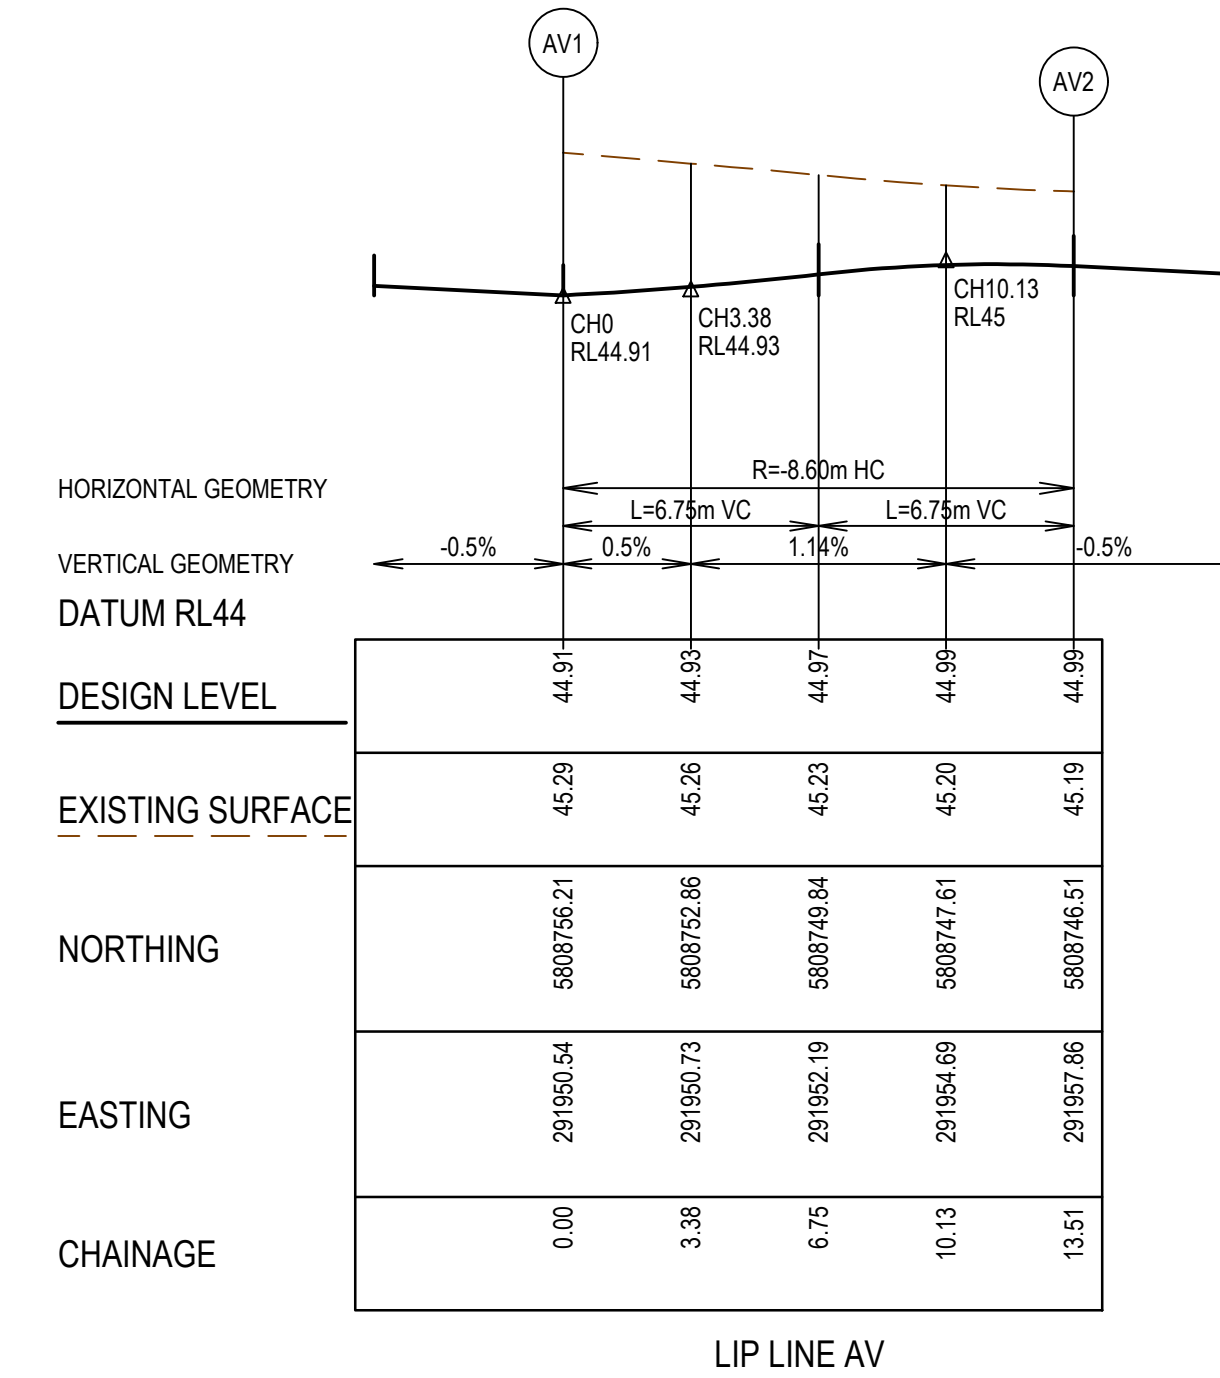 AV1
AV2
CH0
RL44.91
CH3.38
RL44.93
CH10.13
RL45
HORIZONTAL GEOMETRY
R=-8.60m HC
L=6.75m VC L=6.75m VC
VERTICAL GEOMETRY
-0.5% 0.5% 1.14% -0.5%
DATUM RL44
DESIGN LEVEL 44.91 44.93 44.97 44.99 44.99
EXISTING SURFACE 45.29 45.26 45.23 45.20 45.19
NORTHING 5808756.21 5808752.86 5808749.84 5808747.61 5808746.51
EASTING 291950.54 291950.73 291952.19 291954.69 291957.86
CHAINAGE 0.00 3.38 6.75 10.13 13.51
LIP LINE AV